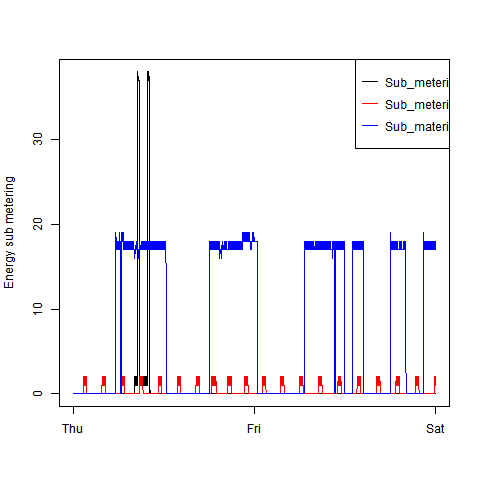 Energy sub metering
30
20
10
0
Thu
Fri
Sat
Sub_meteri
Sub_meteri
Sub_materi